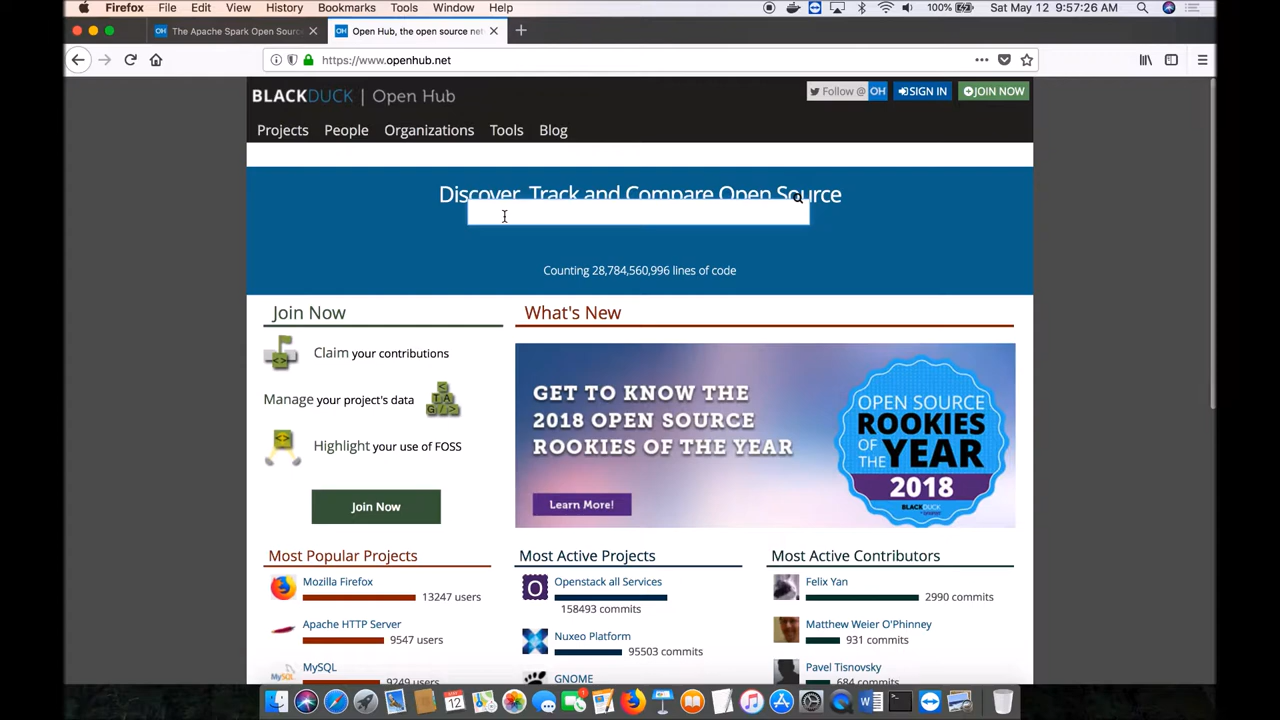 Firefox File Edit View History Bookmarks Tools Window Help 100% Sat May 12 9:57:26 AM
The Apache Spark Open Sourc Open Hub, the open source net
https://www.openhub.net
BLACKDUCK | Open Hub
Follow @ OH SIGN IN JOIN NOW
Projects People Organizations Tools Blog
Discover, Track and Compare Open Source
Counting 28,784,560,996 lines of code
Join Now
Claim your contributions
Manage your project's data
Highlight your use of FOSS
Join Now
What's New
GET TO KNOW THE
2018 OPEN SOURCE
ROOKIES OF THE YEAR
Learn More!
OPEN SOURCE
ROOKIES
OF THE
YEAR
2018
BLACKDUCK
Most Popular Projects
Mozilla Firefox
13247 users
Apache HTTP Server
9547 users
MySQL
9249 users
Most Active Projects
Openstack all Services
158493 commits
Nuxeo Platform
95503 commits
GNOME
Most Active Contributors
Felix Yan
2990 commits
Matthew Weier O'Phinney
931 commits
Pavel Tisnovsky
684 commits